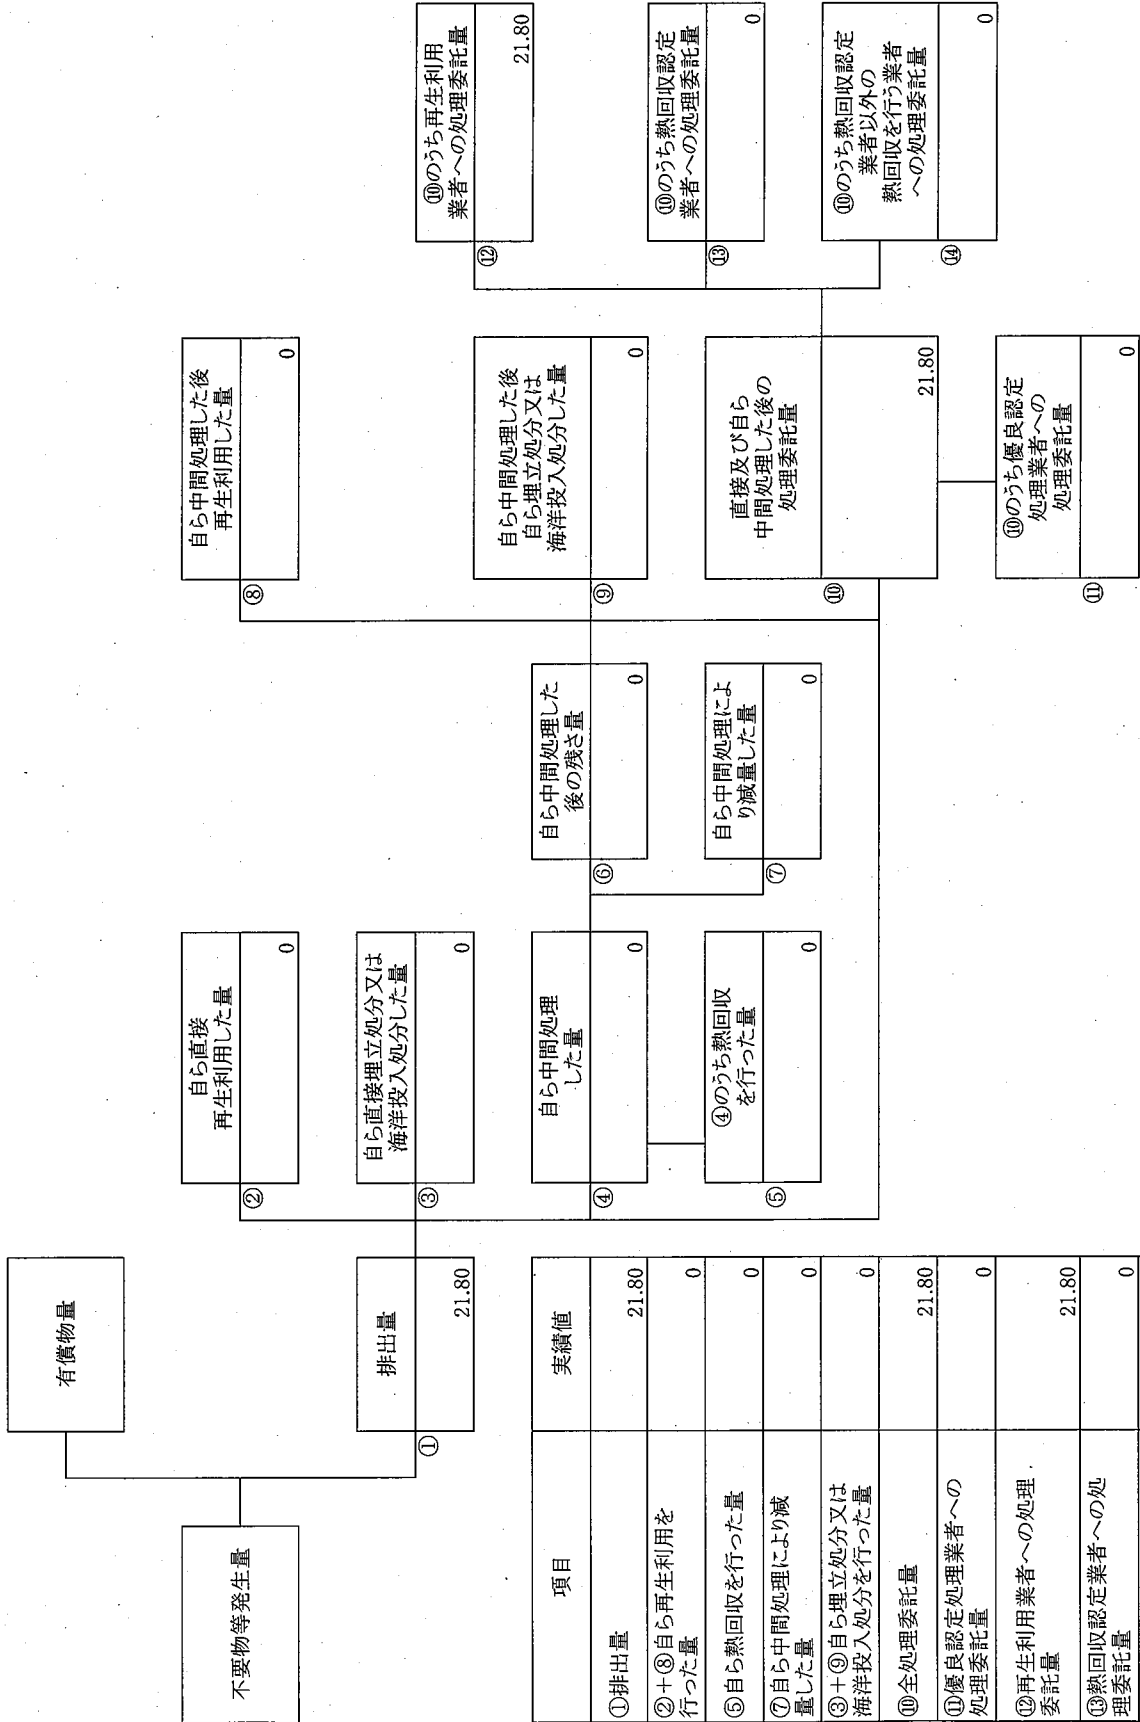 不要物等発生量
有償物量
排出量
①
21.80
自ら直接
再生利用した量
②
0
自ら直接埋立処分又は
海洋投入処分した量
③
0
自ら中間処理
した量
④
0
④のうち熱回収
を行った量
⑤
0
自ら中間処理した
後の残さ量
⑥
0
自ら中間処理によ
り減量した量
⑦
0
自ら中間処理した後
再生利用した量
⑧
0
自ら中間処理した後
自ら埋立処分又は
海洋投入処分した量
⑨
0
直接及び自ら
中間処理した後の
処理委託量
⑩
21.80
⑩のうち優良認定
処理業者への
処理委託量
⑪
0
⑩のうち再生利用
業者への処理委託量
⑫
21.80
⑩のうち熱回収認定
業者への処理委託量
⑬
0
⑩のうち熱回収認定
業者以外の
熱回収を行う業者
への処理委託量
⑭
0
項目 実績値
①排出量 21.80
②+⑧自ら再生利用を
行った量 0
⑤自ら熱回収を行った量 0
⑦自ら中間処理により減
量した量 0
③+⑨自ら埋立処分又は
海洋投入処分を行った量 0
⑩全処理委託量 21.80
⑪優良認定処理業者への
処理委託量 0
⑫再生利用業者への処理
委託量 21.80
⑬熱回収認定業者への処
理委託量 0